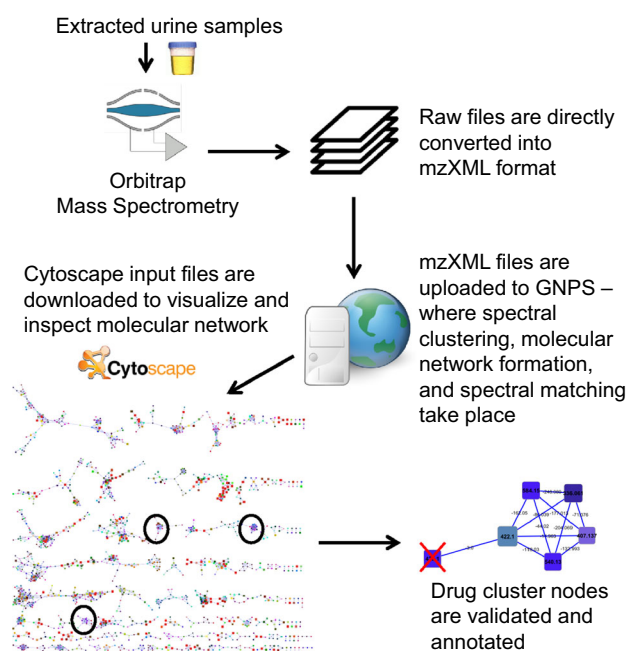 Extracted urine samples
Orbitrap
Mass Spectrometry
Raw files are directly
converted into
mzXML format
Cytoscape input files are
downloaded to visualize and
inspect molecular network
mzXML files are
uploaded to GNPS –
where spectral
clustering, molecular
network formation,
and spectral matching
take place
Cytoscape
422.1
Drug cluster nodes
are validated and
annotated